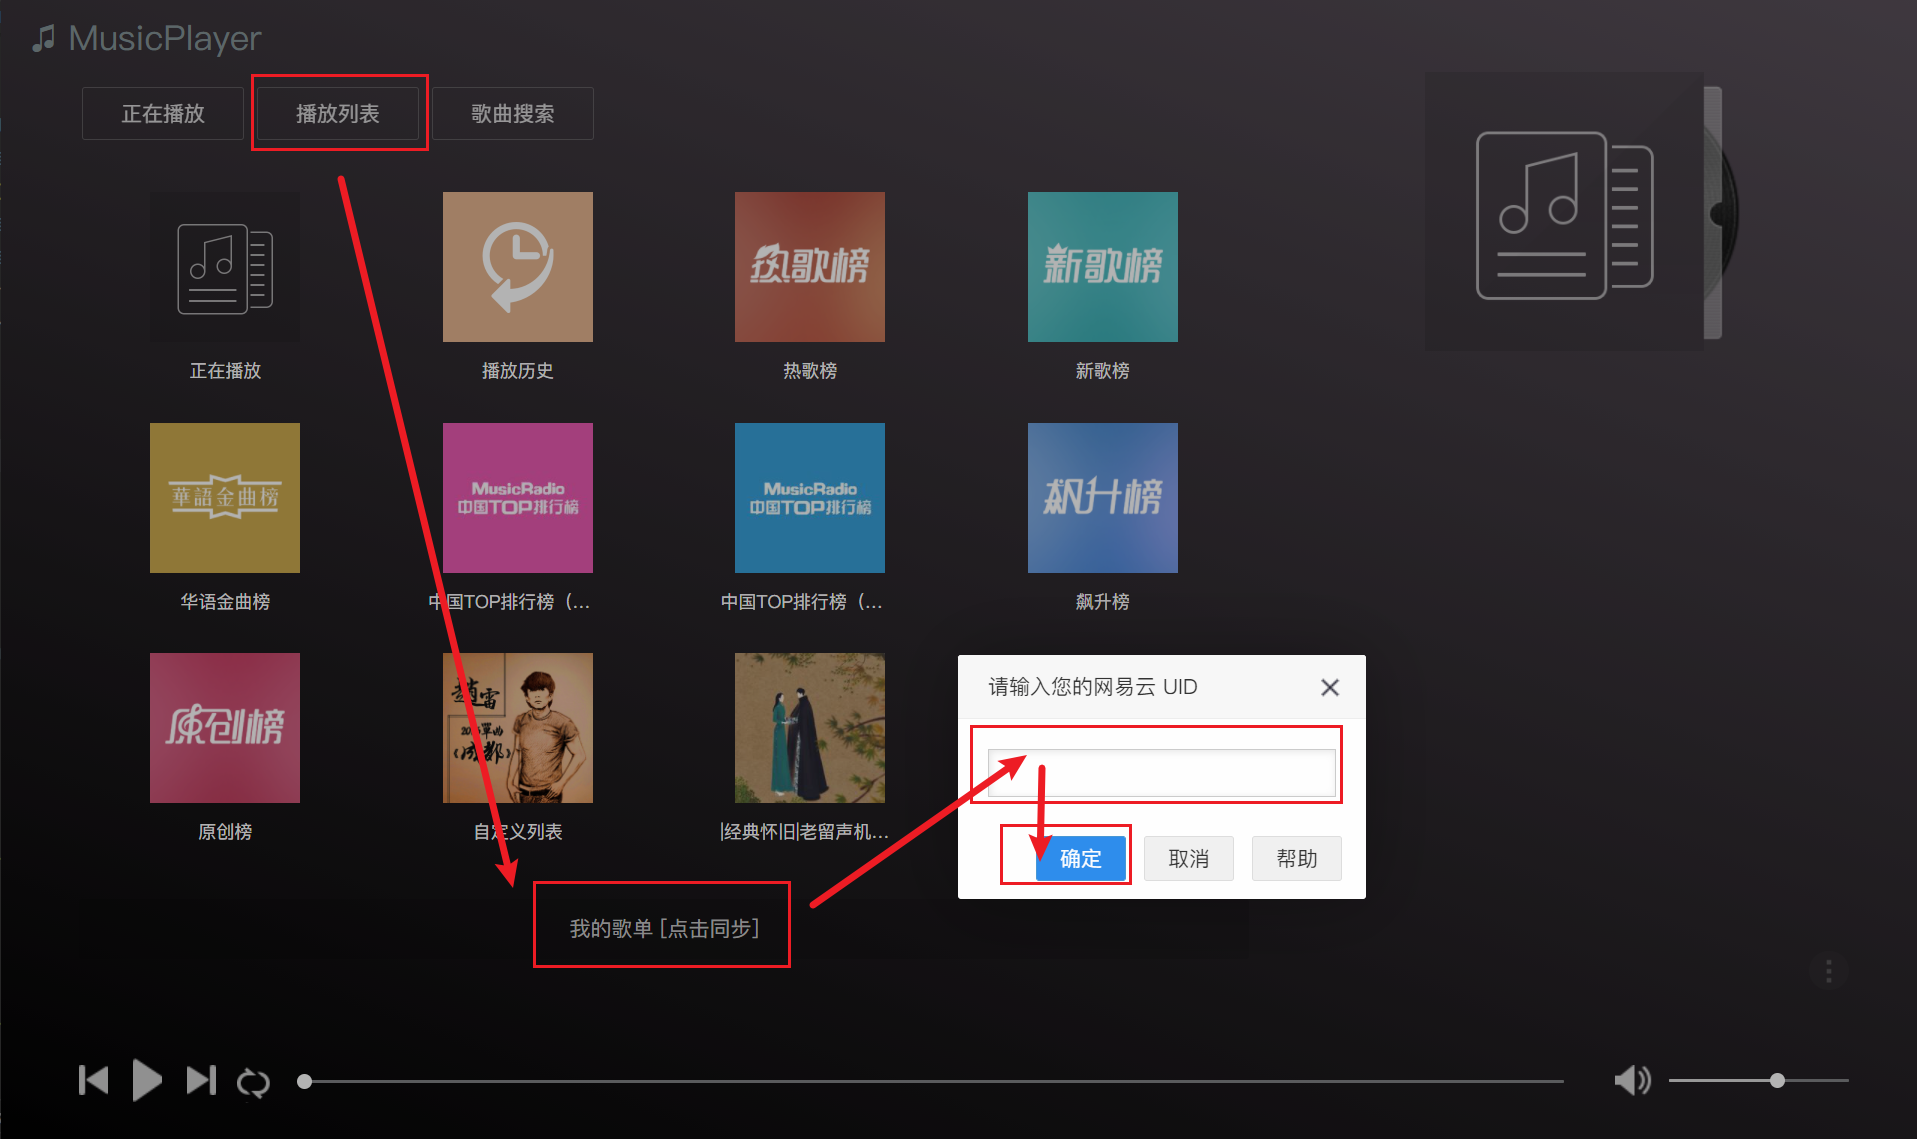 MusicPlayer
正在播放
播放列表
歌曲搜索
热歌榜
新歌榜
正在播放
播放历史
热歌榜
新歌榜
華語金曲榜
MusicRadio
中国TOP排行榜
MusicRadio
中国TOP排行榜
飙升榜
华语金曲榜
中国TOP排行榜（...
中国TOP排行榜（...
飙升榜
原创榜
趙雷
單曲
《成都》
原创榜
自定义列表
|经典怀旧|老留声机...
请输入您的网易云 UID
确定
取消
帮助
我的歌单 [点击同步]